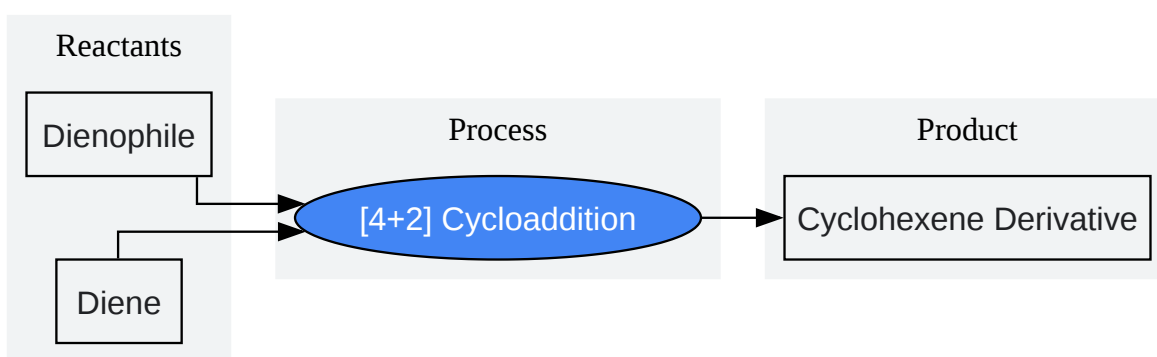 Reactants
Dienophile
Diene
Process
[4+2] Cycloaddition
Product
Cyclohexene Derivative